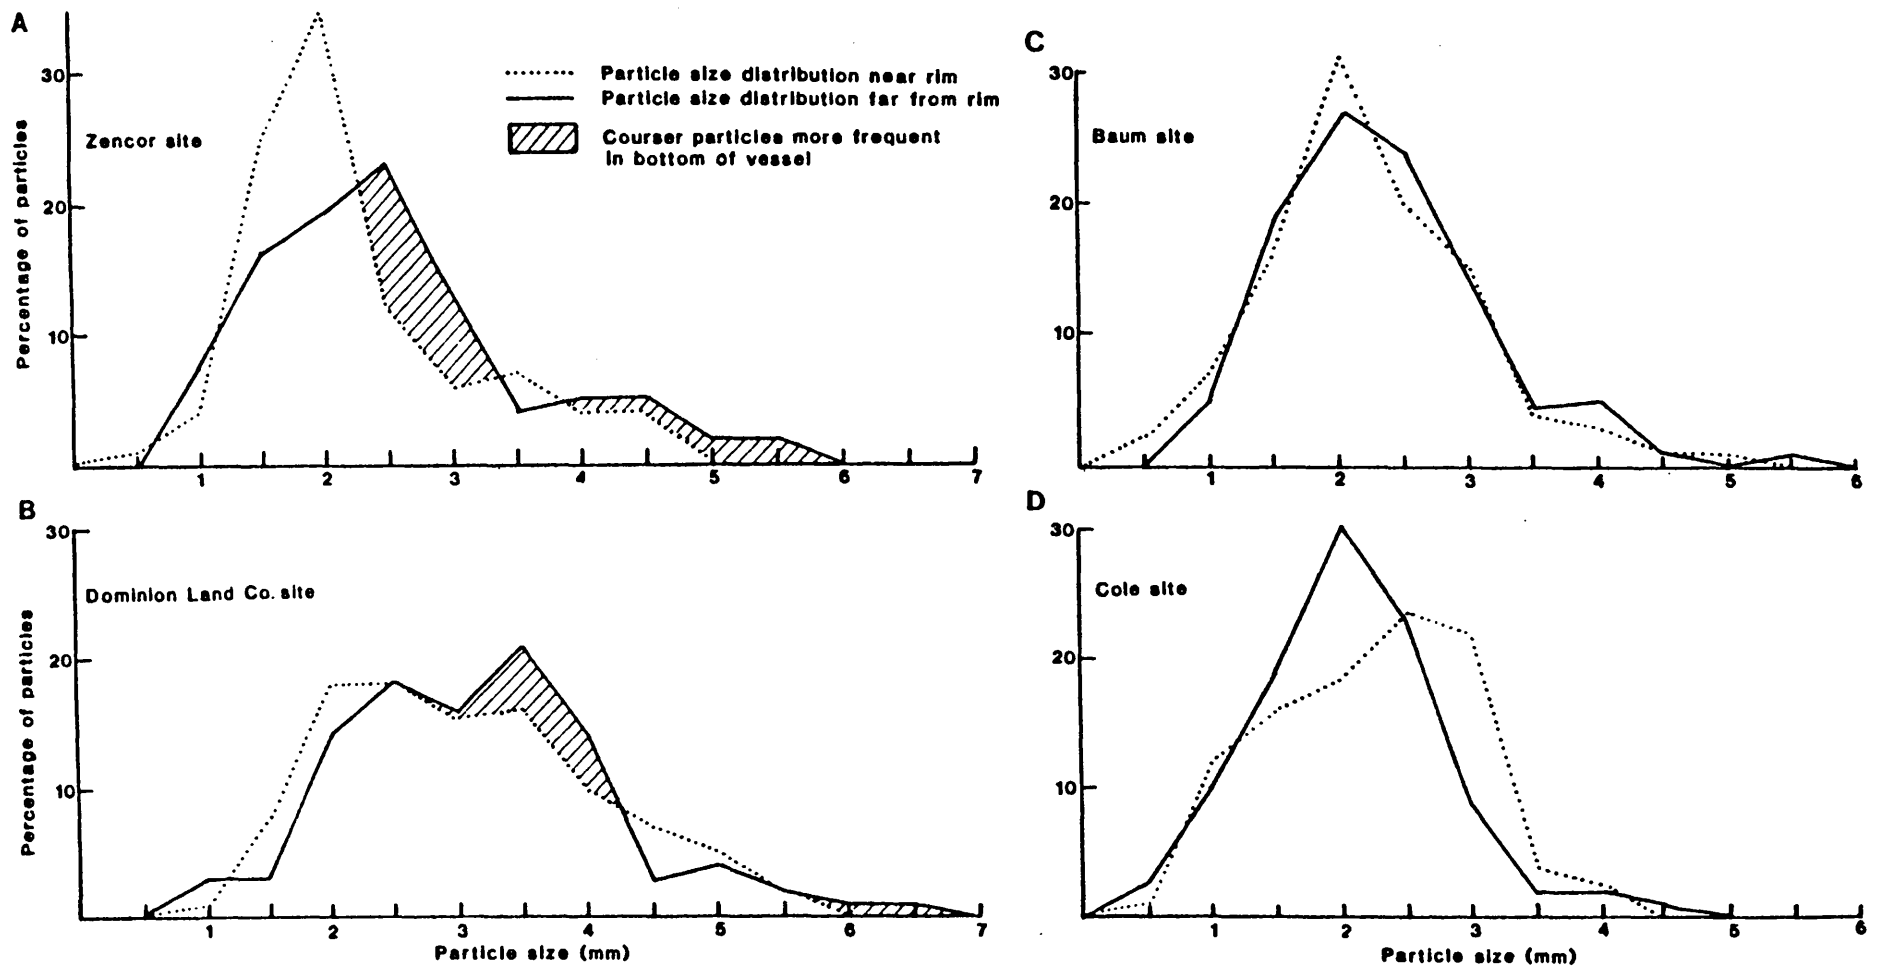 A
30
20
10
Percentage of particles
Zencor site
Particle size distribution near rim
Particle size distribution far from rim
Courser particles more frequent
in bottom of vessel
1 2 3 4 5 6 7
B
30
20
10
Percentage of particles
Dominion Land Co. site
1 2 3 4 5 6 7
Particle size (mm)
C
30
20
10
Baum site
1 2 3 4 5 6
D
30
20
10
Cole site
1 2 3 4 5 6
Particle size (mm)